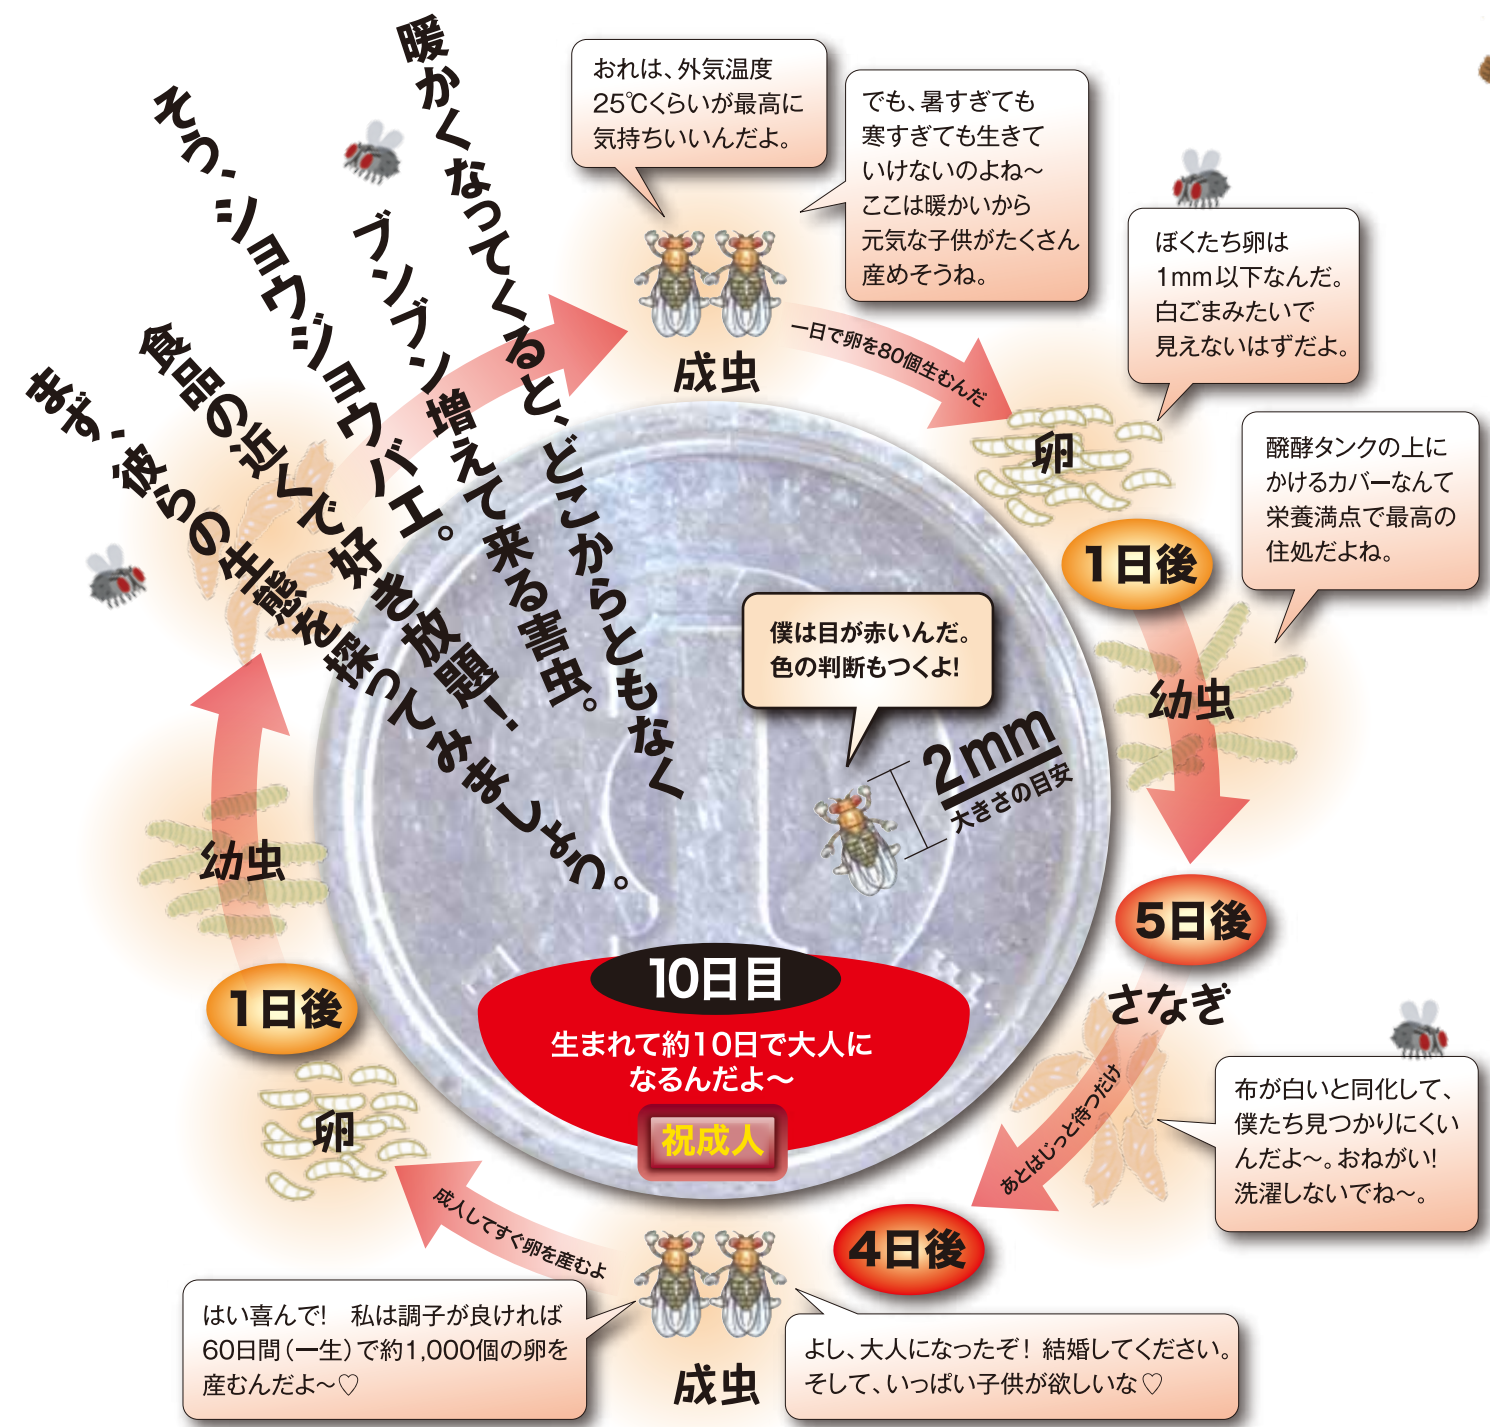 暖かくなってくると、どこからともなく
ブンブン増えて来る害虫。
そう、ショウジョウバエ。
食品の近くで好き放題！
まず、彼らの生態を探ってみましょう。
おれは、外気温度
25℃くらいが最高に
気持ちいいんだよ。
でも、暑すぎても
寒すぎても生きて
いけないのよね〜
ここは暖かいから
元気な子供がたくさん
産めそうね。
成虫
一日で卵を80個生むんだ
ぼくたち卵は
1mm以下なんだ。
白ごまみたいで
見えないはずだよ。
卵
1日後
醗酵タンクの上に
かけるカバーなんて
栄養満点で最高の
住処だよね。
幼虫
5日後
さなぎ
布が白いと同化して、
僕たち見つかりにくい
んだよ〜。おねがい!
洗濯しないでね〜。
あとはじっと待つだけ
4日後
成虫
よし、大人になったぞ! 結婚してください。
そして、いっぱい子供が欲しいな♡
はい喜んで! 私は調子が良ければ
60日間(一生)で約1,000個の卵を
産むんだよ〜♡
成人してすぐ卵を産むよ
卵
1日後
幼虫
僕は目が赤いんだ。
色の判断もつくよ!
2mm
大きさの目安
10日目
生まれて約10日で大人に
なるんだよ〜
祝成人